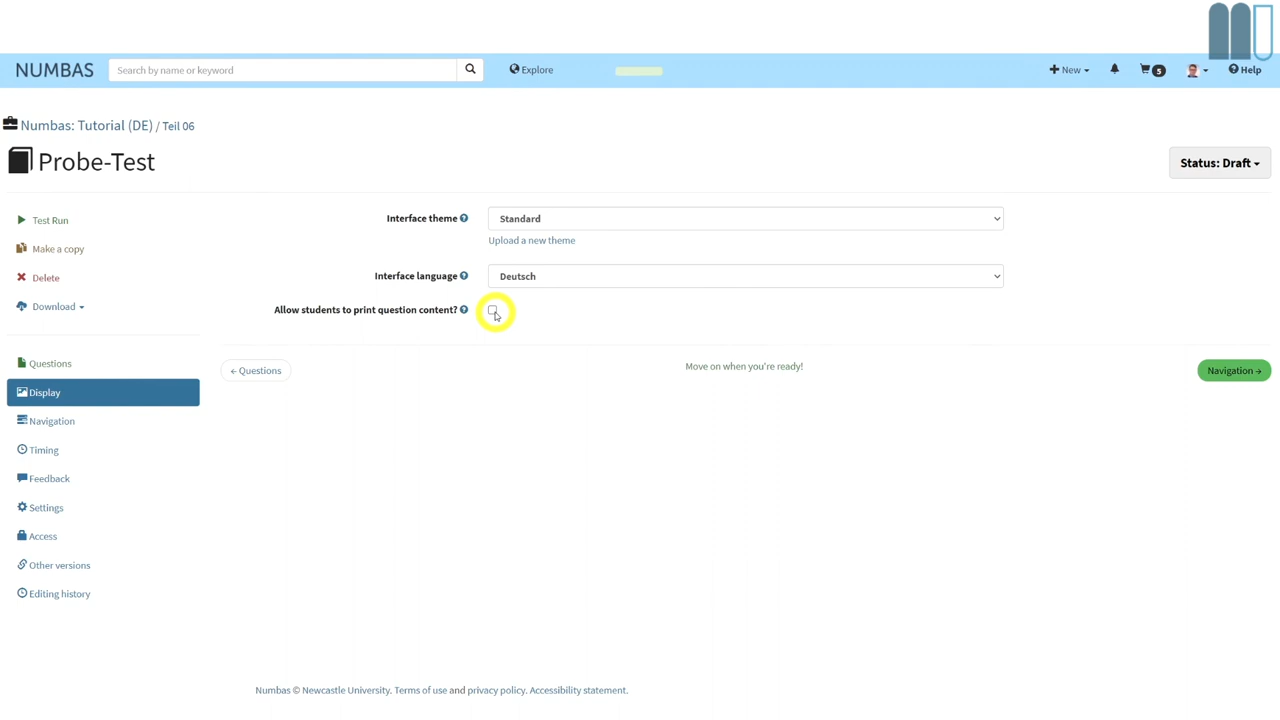 NUMBAS Search by name or keyword Explore New 5 Help
Numbas: Tutorial (DE) / Teil 06
Probe-Test
Status: Draft
Test Run
Make a copy
Delete
Download
Interface theme
Standard
Upload a new theme
Interface language
Deutsch
Allow students to print question content?
← Questions
Move on when you're ready!
Navigation →
Questions
Display
Navigation
Timing
Feedback
Settings
Access
Other versions
Editing history
Numbas © Newcastle University. Terms of use and privacy policy. Accessibility statement.